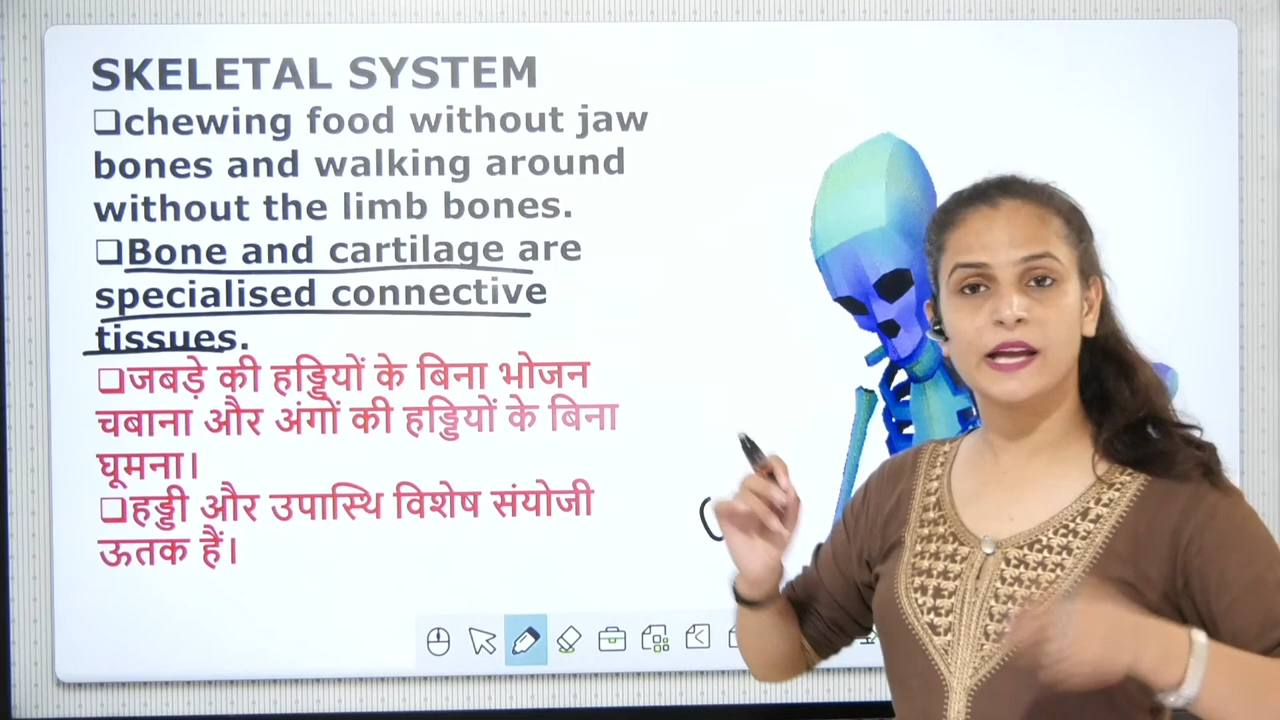 SKELETAL SYSTEM
❑chewing food without jaw
bones and walking around
without the limb bones.
❑Bone and cartilage are
specialised connective
tissues.
❑जबड़े की हड्डियों के बिना भोजन
चबाना और अंगों की हड्डियों के बिना
घूमना।
❑हड्डी और उपास्थि विशेष संयोजी
ऊतक हैं।